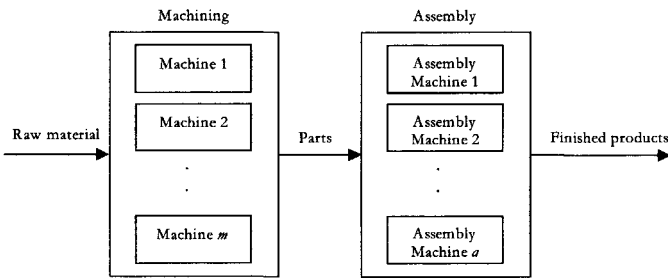 Machining
Assembly
Machine 1
Machine 2
.
.
Machine m
Assembly
Machine 1
Assembly
Machine 2
.
.
Assembly
Machine a
Raw material
Parts
Finished products